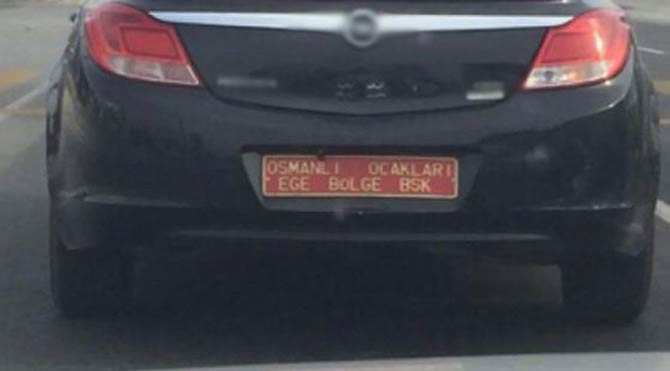 OSMANLI OCAKLARI
EGE BÖLGE BŞK